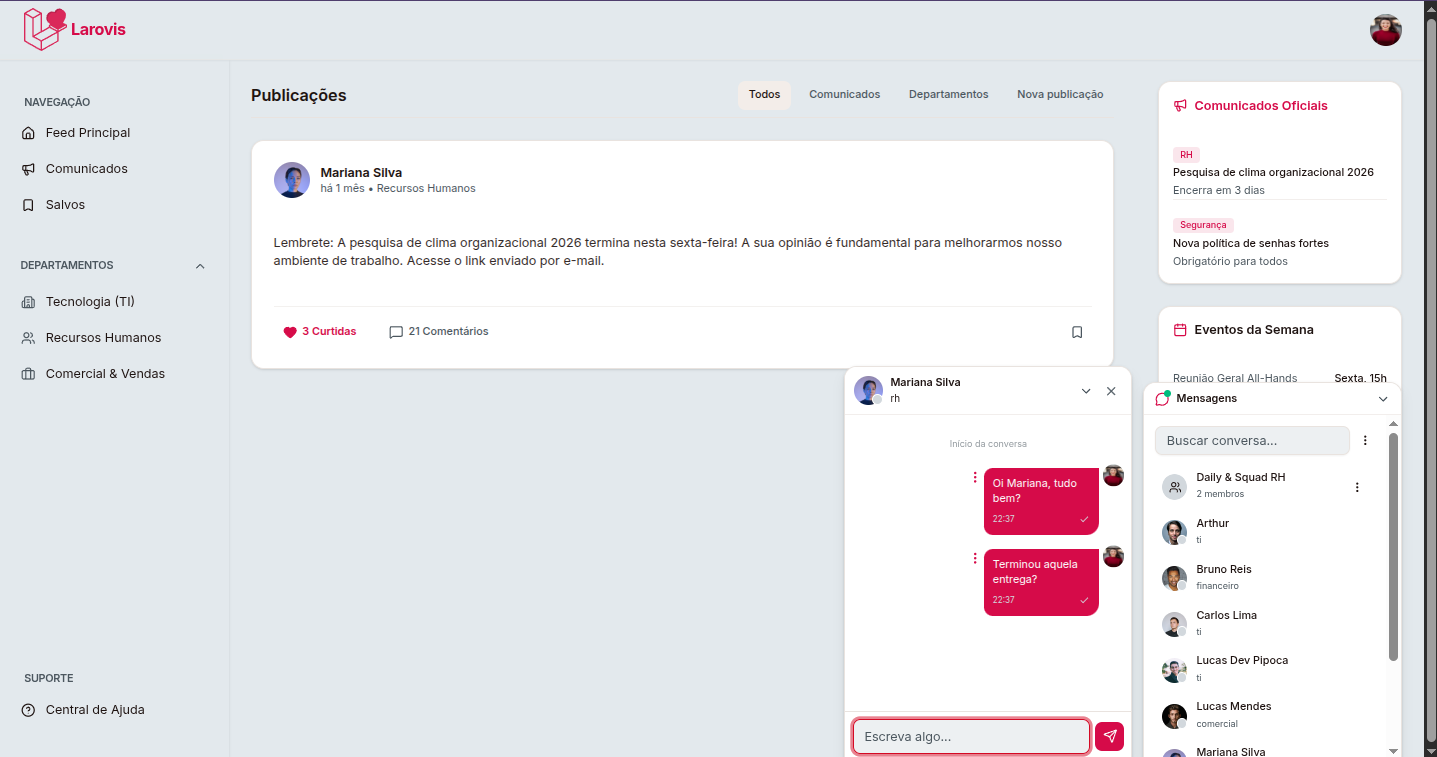 Larovis
NAVEGAÇÃO
Feed Principal
Comunicados
Salvos
DEPARTAMENTOS
Tecnologia (TI)
Recursos Humanos
Comercial & Vendas
SUPORTE
Central de Ajuda
Publicações
Todos
Comunicados
Departamentos
Nova publicação
Mariana Silva
há 1 mês • Recursos Humanos
Lembrete: A pesquisa de clima organizacional 2026 termina nesta sexta-feira! A sua opinião é fundamental para melhorarmos nosso
ambiente de trabalho. Acesse o link enviado por e-mail.
3 Curtidas
21 Comentários
Comunicados Oficiais
RH
Pesquisa de clima organizacional 2026
Encerra em 3 dias
Segurança
Nova política de senhas fortes
Obrigatório para todos
Eventos da Semana
Reunião Geral All-Hands
Sexta, 15h
Mariana Silva
rh
Início da conversa
Oi Mariana, tudo
bem?
22:37
Terminou aquela
entrega?
22:37
Escreva algo...
Mensagens
Buscar conversa...
Daily & Squad RH
2 membros
Arthur
ti
Bruno Reis
financeiro
Carlos Lima
ti
Lucas Dev Pipoca
ti
Lucas Mendes
comercial
Mariana Silva